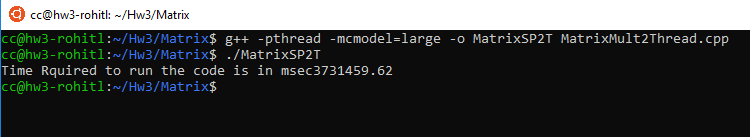 cc@hw3-rohitl: ~/Hw3/Matrix
cc@hw3-rohitl:~/Hw3/Matrix$ g++ -pthread -mcmodel=large -o MatrixSP2T MatrixMult2Thread.cpp
cc@hw3-rohitl:~/Hw3/Matrix$ ./MatrixSP2T
Time Rquired to run the code is in msec3731459.62
cc@hw3-rohitl:~/Hw3/Matrix$